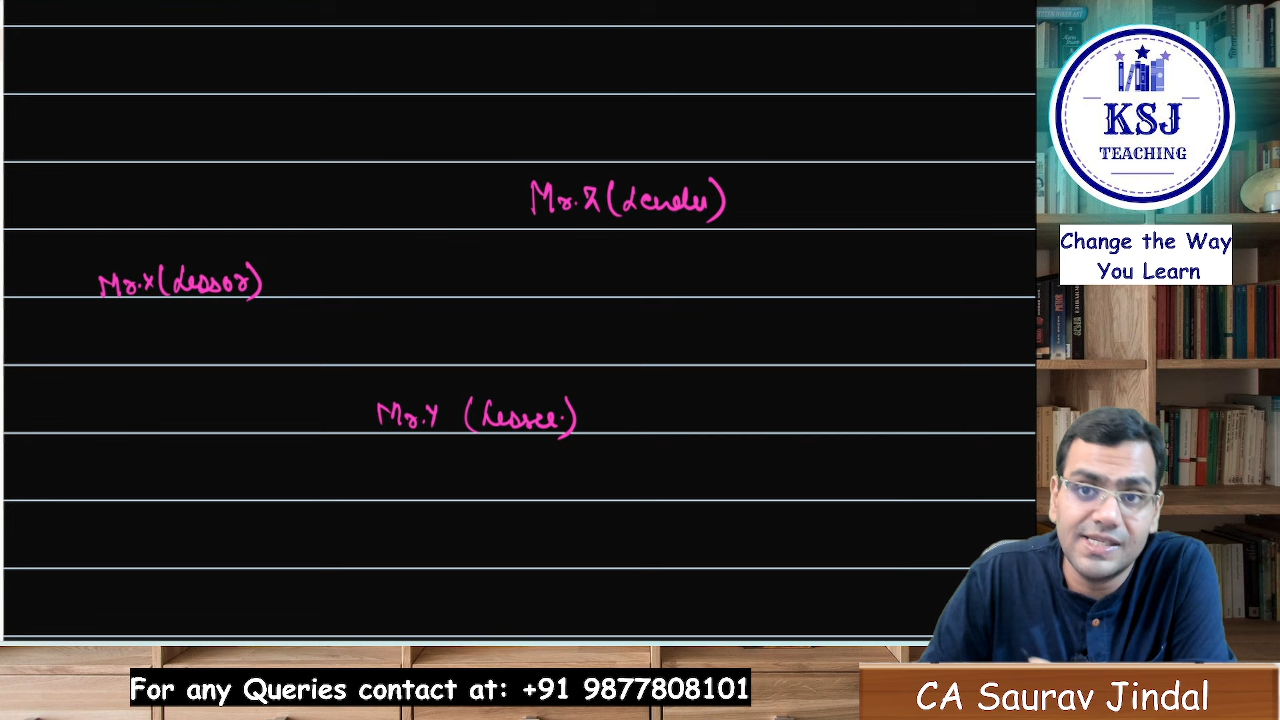 Mr. Z (Lender)
Mr. X (Lessor)
Mr. Y (Lessee.)
KSJ
TEACHING
Change the Way
You Learn
For any Queries contact at: +91 9877808101
CA Saurav Jindal